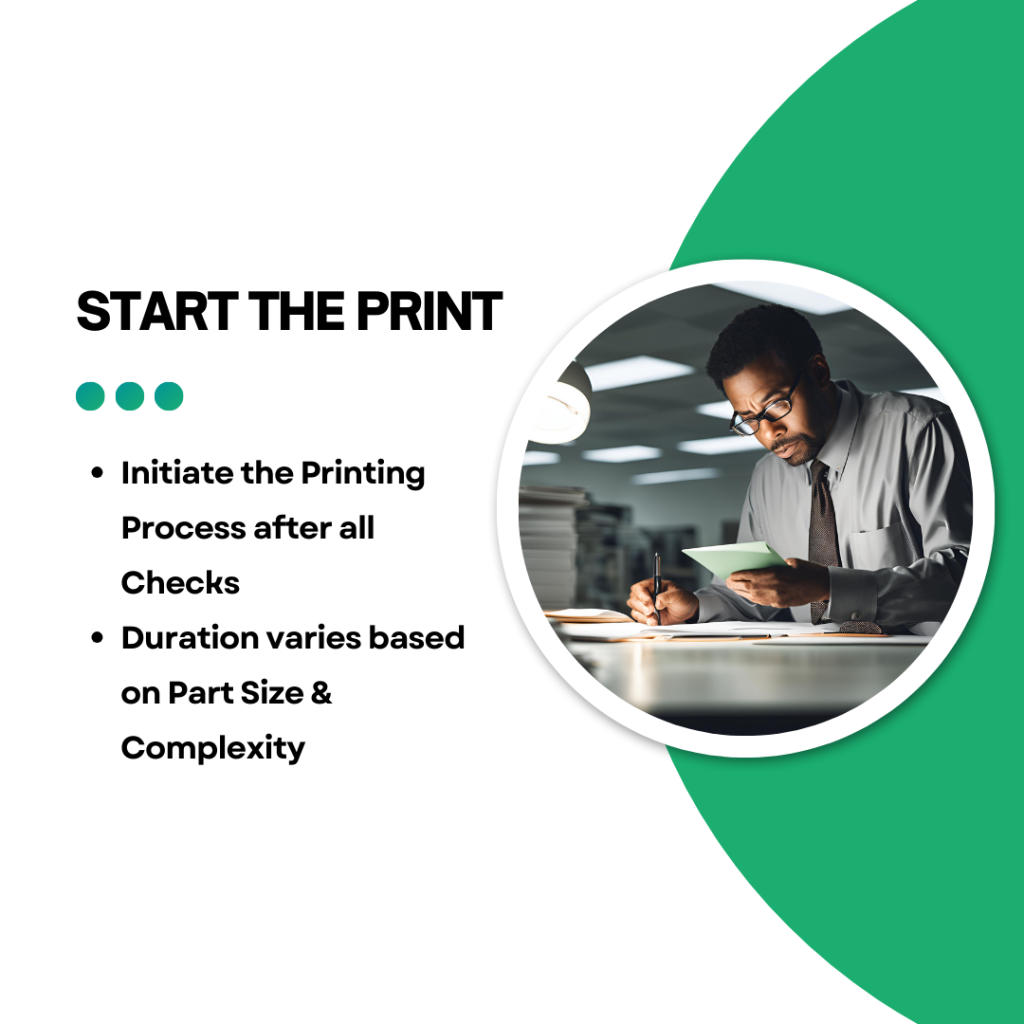 START THE PRINT
• Initiate the Printing
Process after all
Checks
• Duration varies based
on Part Size &
Complexity